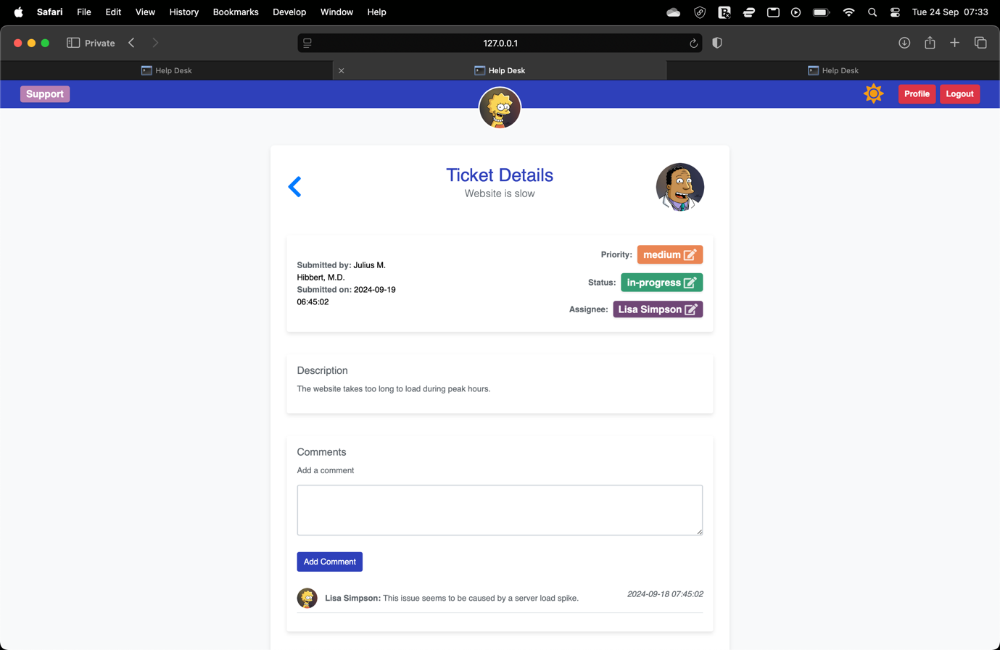 Safari File Edit View History Bookmarks Develop Window Help Tue 24 Sep 07:33
Private 127.0.0.1
Help Desk Help Desk Help Desk
Support Profile Logout
Ticket Details
Website is slow
Priority: medium
Submitted by: Julius M.
Hibbert, M.D.
Status: in-progress
Submitted on: 2024-09-19
06:45:02
Assignee: Lisa Simpson
Description
The website takes too long to load during peak hours.
Comments
Add a comment
Add Comment
Lisa Simpson: This issue seems to be caused by a server load spike. 2024-09-18 07:45:02